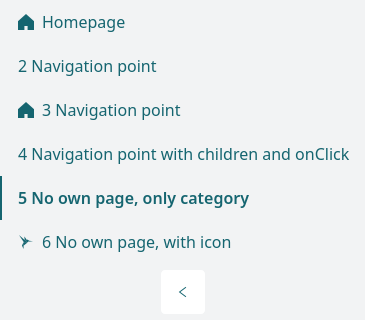 Homepage
2 Navigation point
3 Navigation point
4 Navigation point with children and onClick
5 No own page, only category
6 No own page, with icon